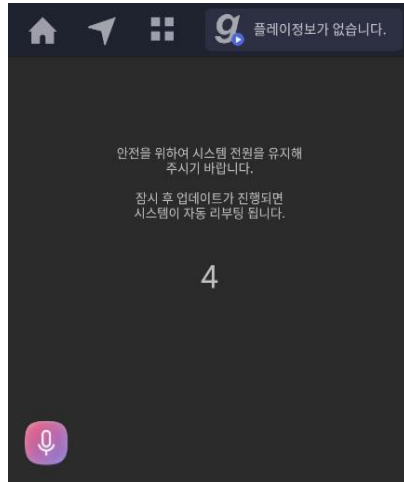 g 플레이정보가 없습니다.
안전을 위하여 시스템 전원을 유지해
주시기 바랍니다.
잠시 후 업데이트가 진행되면
시스템이 자동 리부팅 됩니다.
4